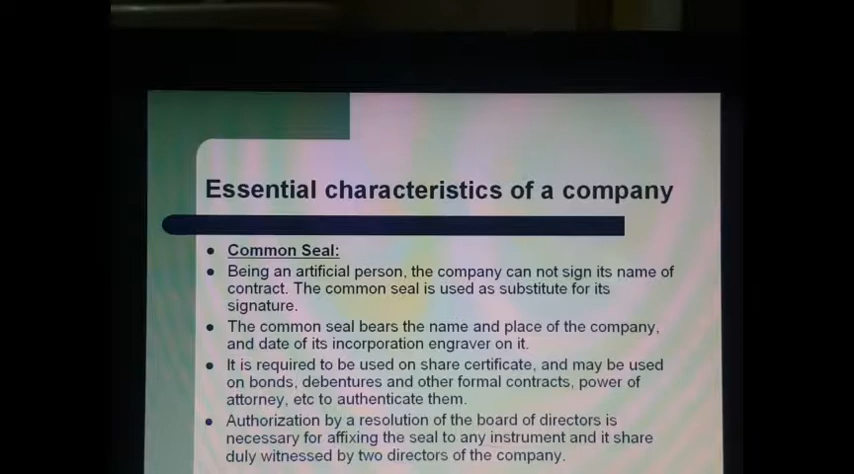 Essential characteristics of a company
Common Seal:
Being an artificial person, the company can not sign its name of
contract. The common seal is used as substitute for its
signature.
The common seal bears the name and place of the company,
and date of its incorporation engraver on it.
It is required to be used on share certificate, and may be used
on bonds, debentures and other formal contracts, power of
attorney, etc to authenticate them.
Authorization by a resolution of the board of directors is
necessary for affixing the seal to any instrument and it share
duly witnessed by two directors of the company.